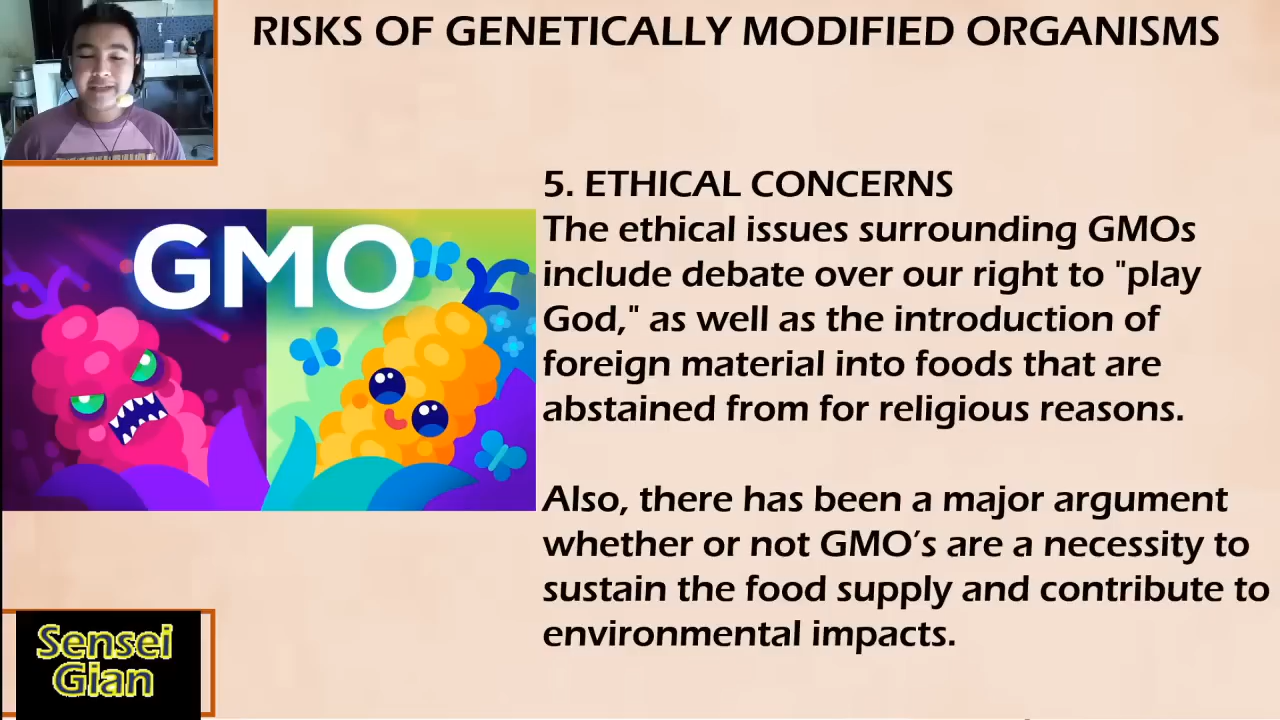 RISKS OF GENETICALLY MODIFIED ORGANISMS
GMO
5. ETHICAL CONCERNS
The ethical issues surrounding GMOs
include debate over our right to "play
God," as well as the introduction of
foreign material into foods that are
abstained from for religious reasons.
Also, there has been a major argument
whether or not GMO’s are a necessity to
sustain the food supply and contribute to
environmental impacts.
Sensei
Gian